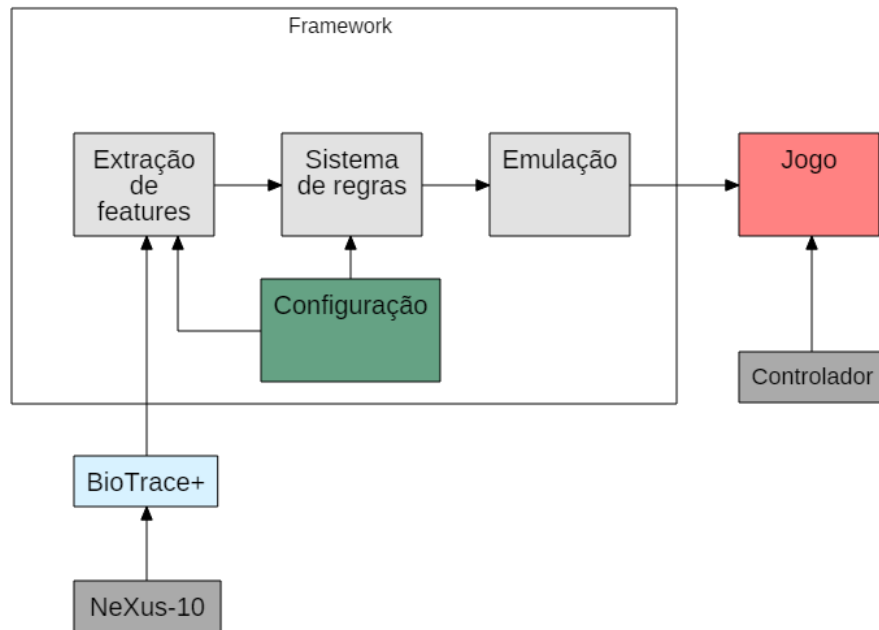 Framework
Extração
de
features
Sistema
de regras
Emulação
Jogo
Configuração
Controlador
BioTrace+
NeXus-10